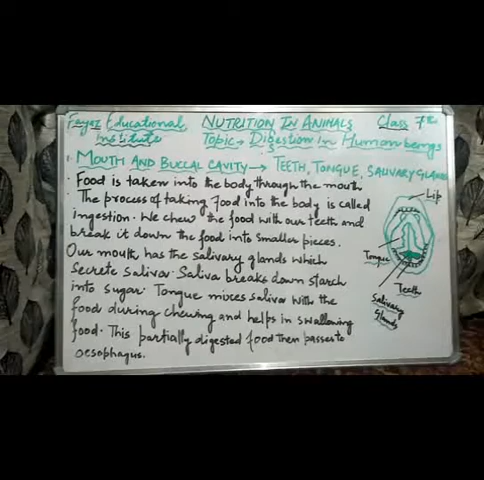 Fayaz Educational Institute
NUTRITION IN ANIMALS
Class 7th
Topic → Digestion in Human beings
1. MOUTH AND BUCCAL CAVITY → TEETH, TONGUE, SALIVARY GLANDS
· Food is taken into the body through the mouth
· The process of taking food into the body is called
ingestion. We chew the food with our teeth and
break it down the food into smaller pieces.
Our mouth has the salivary glands which
Secrete saliva. Saliva breaks down starch
into sugar. Tongue mixes saliva with the
food during chewing and helps in swallowing
food. This partially digested food then passes to
oesophagus.
Lip
Tongue
Teeth
Salivary
Glands